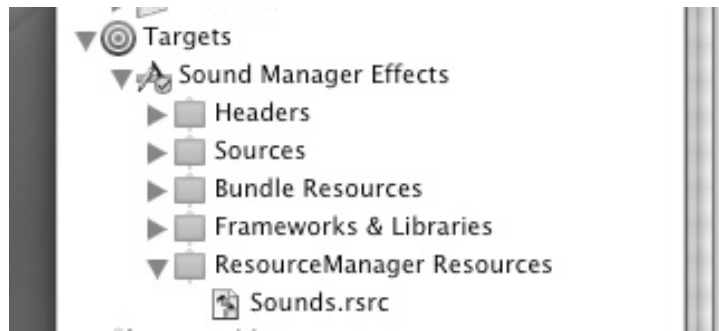 Targets
Sound Manager Effects
Headers
Sources
Bundle Resources
Frameworks & Libraries
ResourceManager Resources
Sounds.rsrc